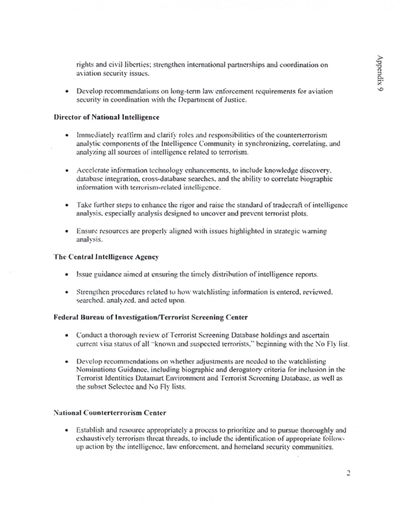 Appendix 9
rights and civil liberties; strengthen international partnerships and coordination on
aviation security issues.
• Develop recommendations on long-term law enforcement requirements for aviation
security in coordination with the Department of Justice.
Director of National Intelligence
• Immediately reaffirm and clarify roles and responsibilities of the counterterrorism
analytic components of the Intelligence Community in synchronizing, correlating, and
analyzing all sources of intelligence related to terrorism.
• Accelerate information technology enhancements, to include knowledge discovery,
database integration, cross-database searches, and the ability to correlate biographic
information with terrorism-related intelligence.
• Take further steps to enhance the rigor and raise the standard of tradecraft of intelligence
analysis, especially analysis designed to uncover and prevent terrorist plots.
• Ensure resources are properly aligned with issues highlighted in strategic warning
analysis.
The Central Intelligence Agency
• Issue guidance aimed at ensuring the timely distribution of intelligence reports.
• Strengthen procedures related to how watchlisting information is entered, reviewed,
searched, analyzed, and acted upon.
Federal Bureau of Investigation/Terrorist Screening Center
• Conduct a thorough review of Terrorist Screening Database holdings and ascertain
current visa status of all "known and suspected terrorists," beginning with the No Fly list.
• Develop recommendations on whether adjustments are needed to the watchlisting
Nominations Guidance, including biographic and derogatory criteria for inclusion in the
Terrorist Identities Datamart Environment and Terrorist Screening Database, as well as
the subset Selectee and No Fly lists.
National Counterterrorism Center
• Establish and resource appropriately a process to prioritize and to pursue thoroughly and
exhaustively terrorism threat threads, to include the identification of appropriate follow-
up action by the intelligence, law enforcement, and homeland security communities.
2